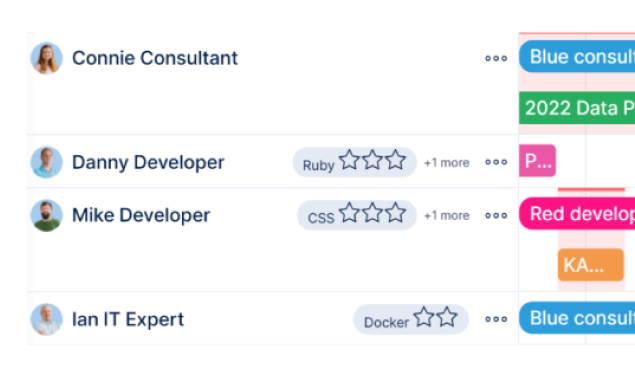 Connie Consultant ••• Blue consult
2022 Data P
Danny Developer Ruby +1 more ••• P...
Mike Developer CSS +1 more ••• Red develop
KA...
Ian IT Expert Docker ••• Blue consult